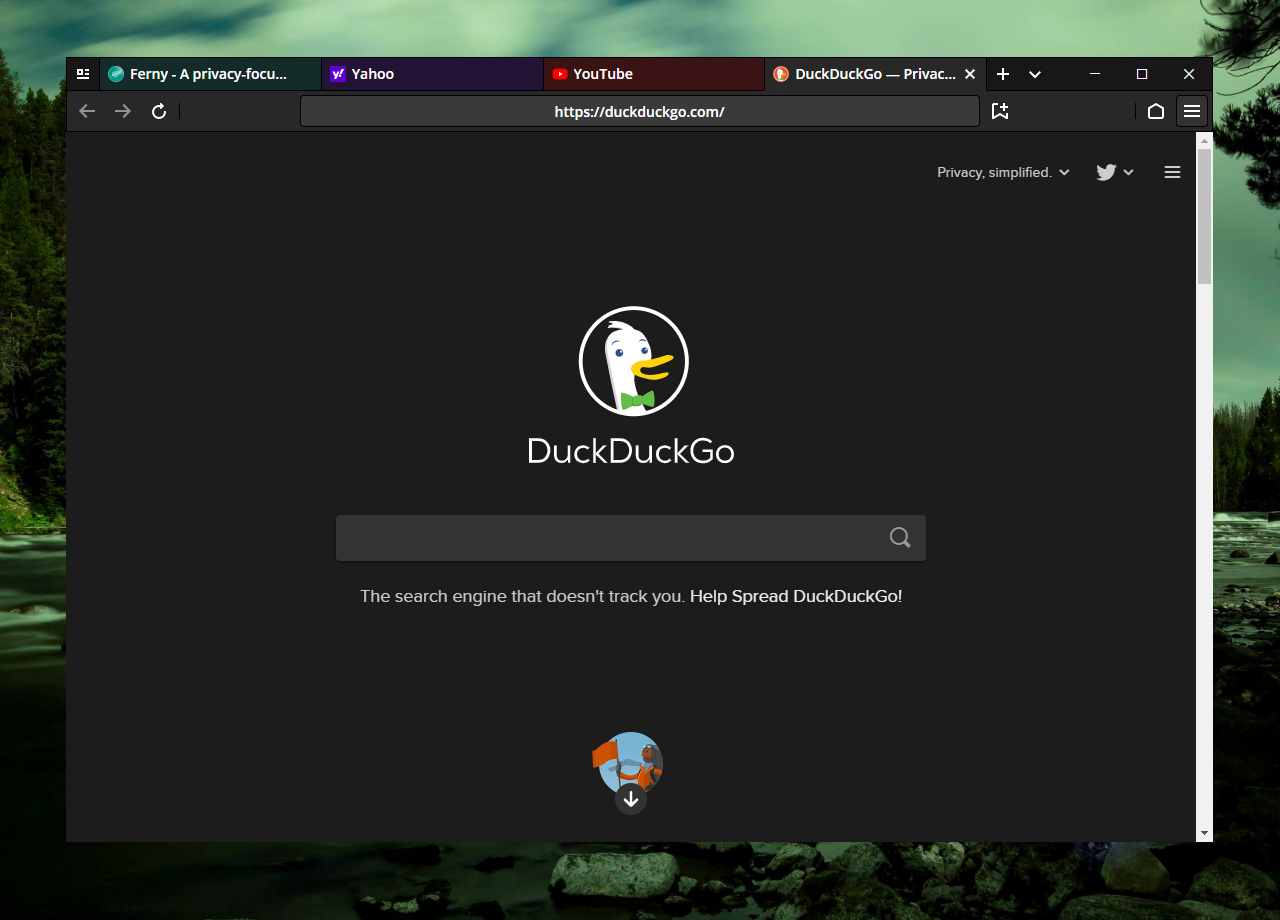 Ferny - A privacy-focu...
Yahoo
YouTube
DuckDuckGo — Privac...
https://duckduckgo.com/
Privacy, simplified.
DuckDuckGo
The search engine that doesn't track you. Help Spread DuckDuckGo!